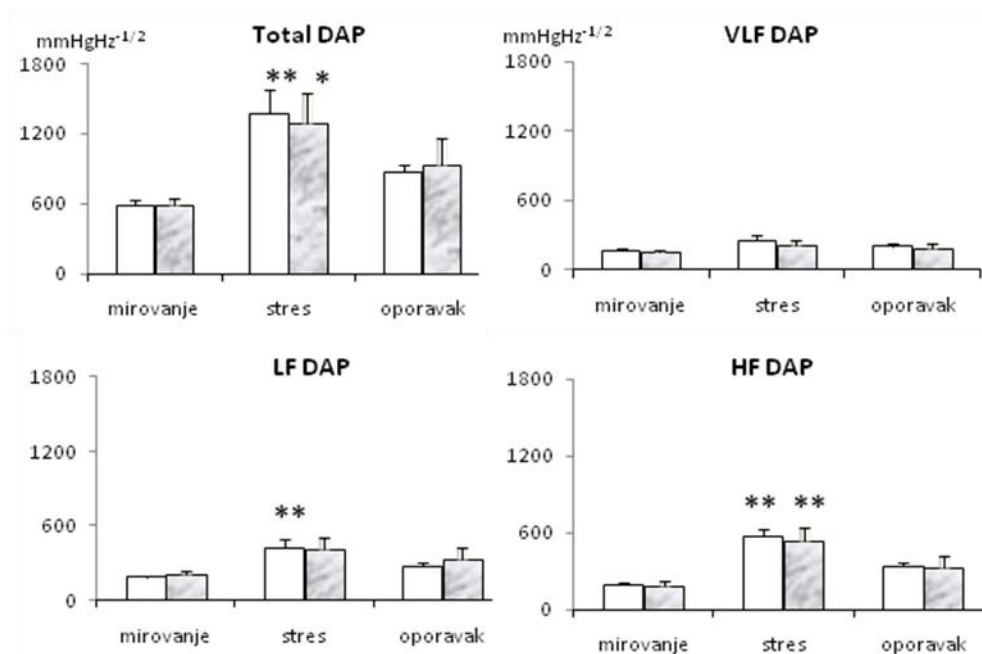 mmHgHz-1/2
Total DAP
1800
1200
600
0
** *
mirovanje stres oporavak
mmHgHz-1/2
VLF DAP
1800
1200
600
0
mirovanje stres oporavak
LF DAP
1800
1200
600
0
**
mirovanje stres oporavak
HF DAP
1800
1200
600
0
** **
mirovanje stres oporavak